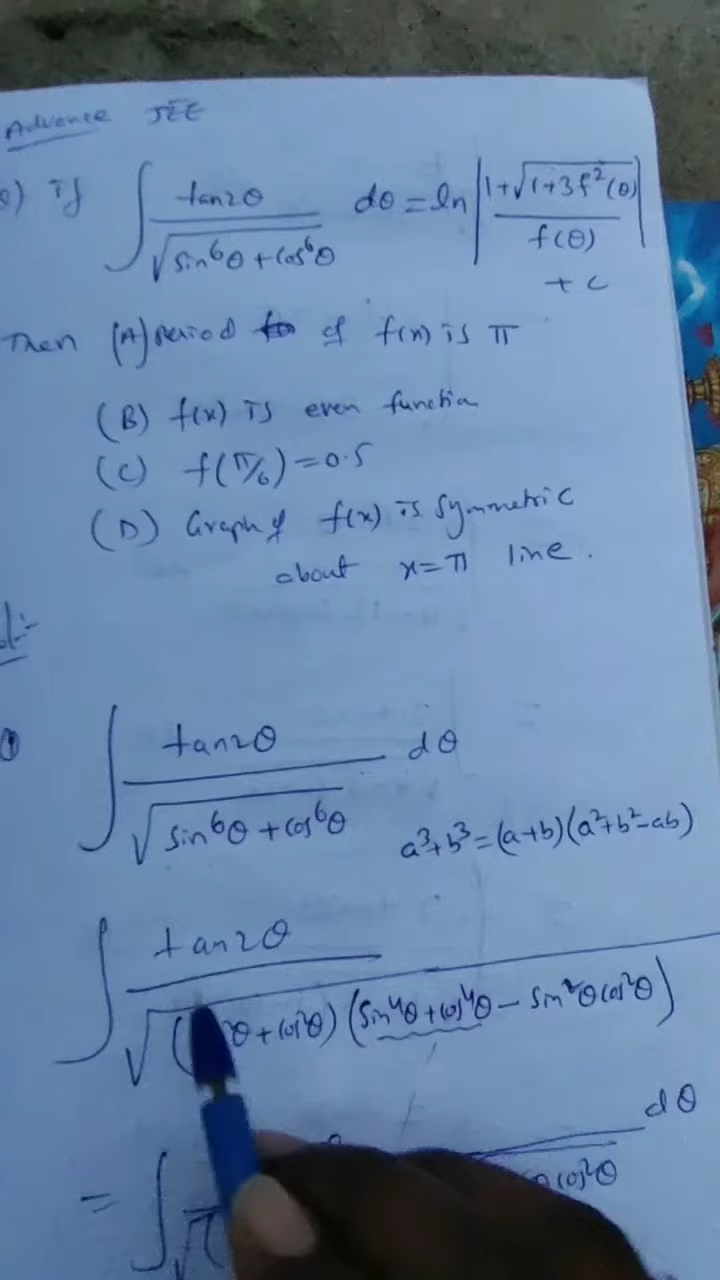 Advance JEE
Q) if ∫ tan2θ / √(sin⁶θ + cos⁶θ) dθ = ln | (1+√(1+3f²(θ))) / f(θ) |
+ c
Then (A) period of f(x) is π
(B) f(x) is even function
(C) f(π/6) = 0.5
(D) Graph of f(x) is symmetric
about x=π line.
∫ tan2θ / √(sin⁶θ + cos⁶θ) dθ
a³+b³=(a+b)(a²+b²-ab)
∫ tan2θ / √( ( ²θ + cos²θ) (sin⁴θ + cos⁴θ - sin²θcos²θ)
dθ
= ∫ cos²θ